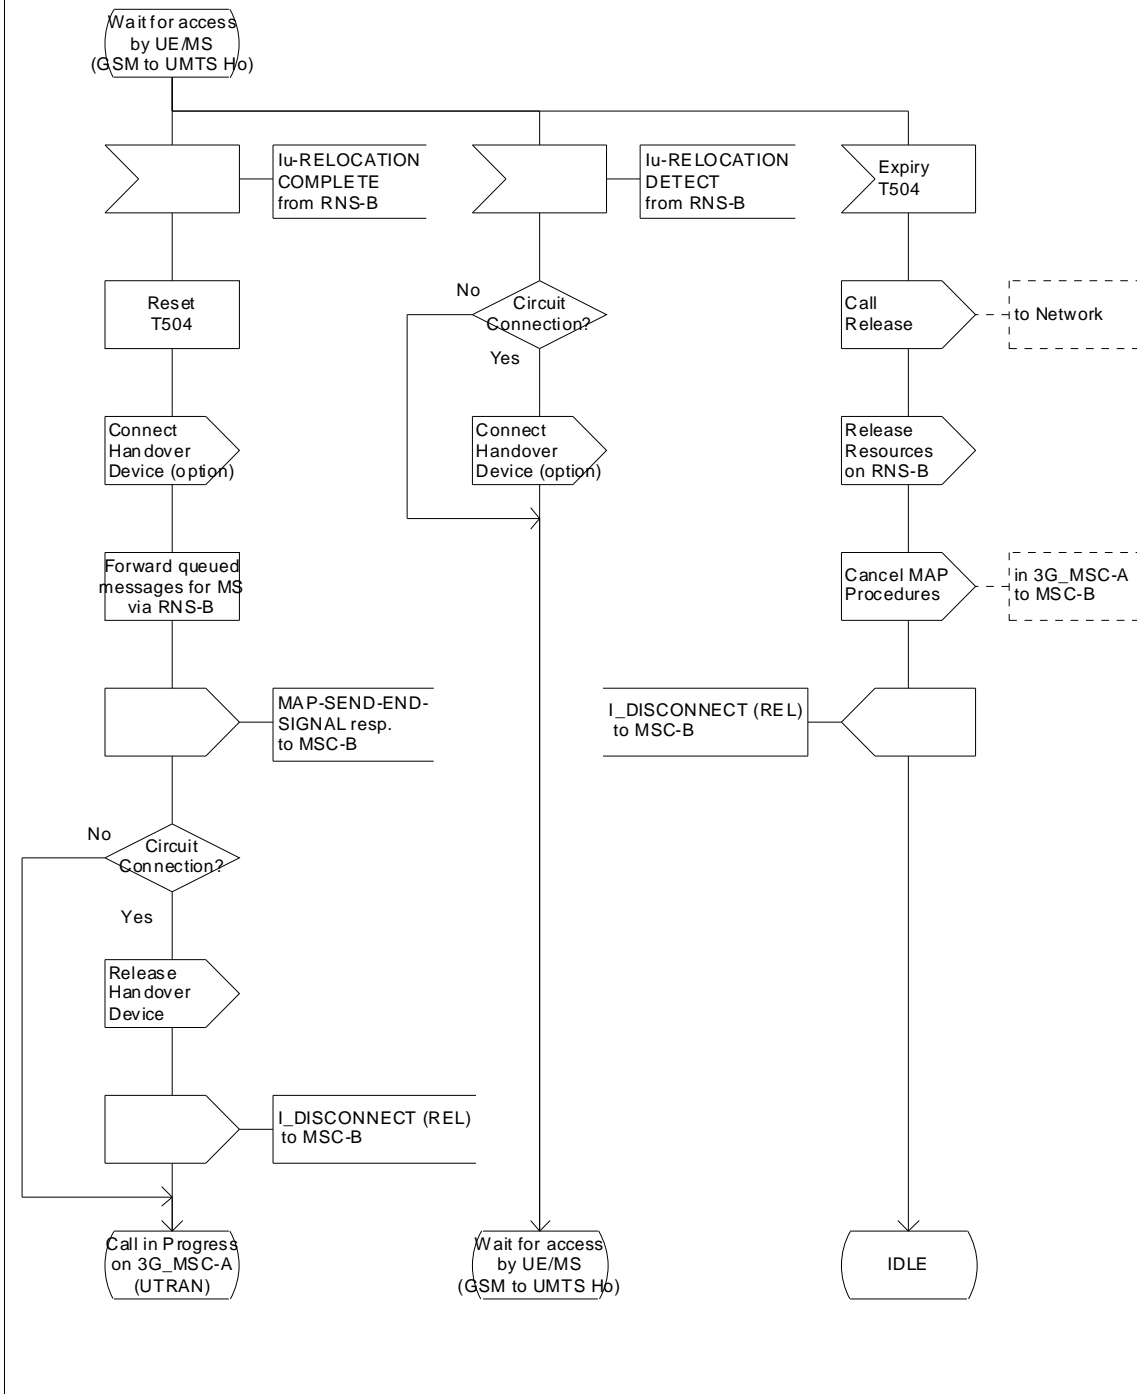 Wait for access
by UE/MS
(GSM to UMTS Ho)
Iu-RELOCATION
COMPLETE
from RNS-B
Iu-RELOCATION
DETECT
from RNS-B
Expiry
T504
Reset
T504
No
Circuit
Connection?
Yes
Call
Release
to Network
Connect
Handover
Device (option)
Connect
Handover
Device (option)
Release
Resources
on RNS-B
Forward queued
messages for MS
via RNS-B
Cancel MAP
Procedures
in 3G_MSC-A
to MSC-B
MAP-SEND-END-
SIGNAL resp.
to MSC-B
I_DISCONNECT (REL)
to MSC-B
No
Circuit
Connection?
Yes
Release
Handover
Device
I_DISCONNECT (REL)
to MSC-B
Call in Progress
on 3G_MSC-A
(UTRAN)
Wait for access
by UE/MS
(GSM to UMTS Ho)
IDLE